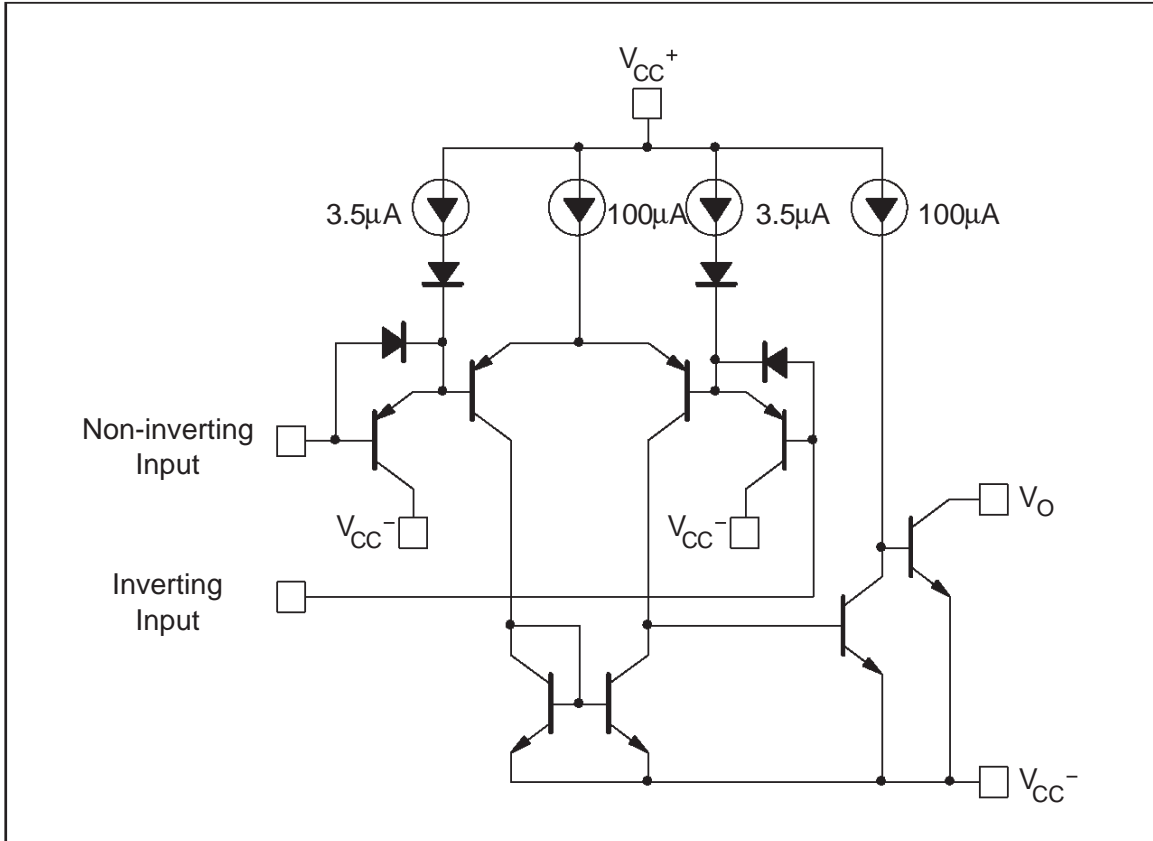 VCC+
3.5µA
100µA
3.5µA
100µA
Non-inverting
Input
VCC−
VCC−
VO
Inverting
Input
VCC−